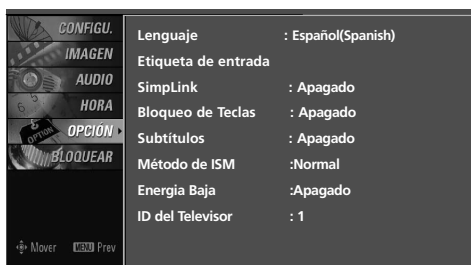 CONFIGU.
IMAGEN
AUDIO
HORA
OPCIÓN
BLOQUEAR
Mover MENU Prev
Lenguaje : Español(Spanish)
Etiqueta de entrada
SimpLink : Apagado
Bloqueo de Teclas : Apagado
Subtítulos : Apagado
Método de ISM :Normal
Energia Baja :Apagado
ID del Televisor : 1